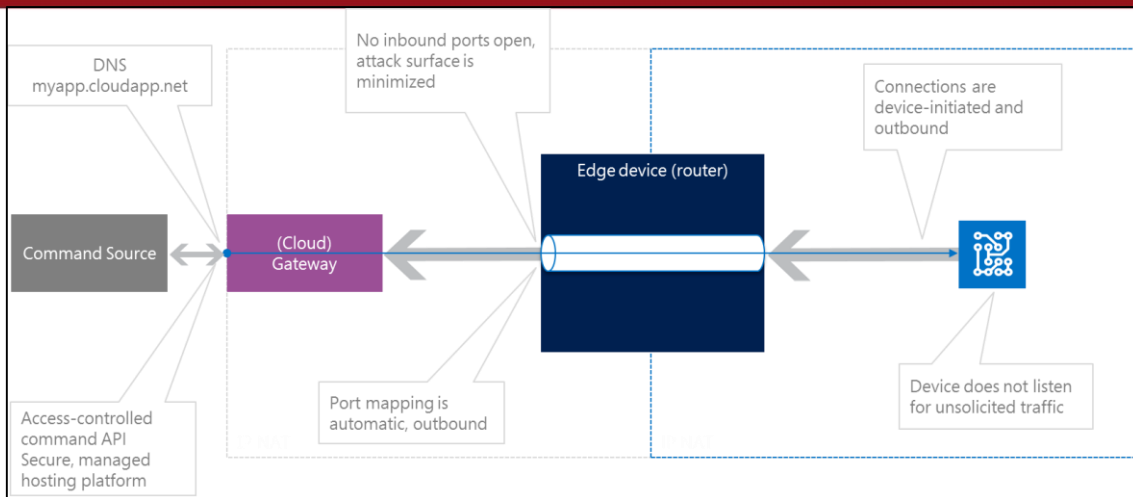 DNS
myapp.cloudapp.net
No inbound ports open,
attack surface is
minimized
Connections are
device-initiated and
outbound
Edge device (router)
Command Source
(Cloud)
Gateway
Access-controlled
command API
Secure, managed
hosting platform
Port mapping is
automatic, outbound
Device does not listen
for unsolicited traffic